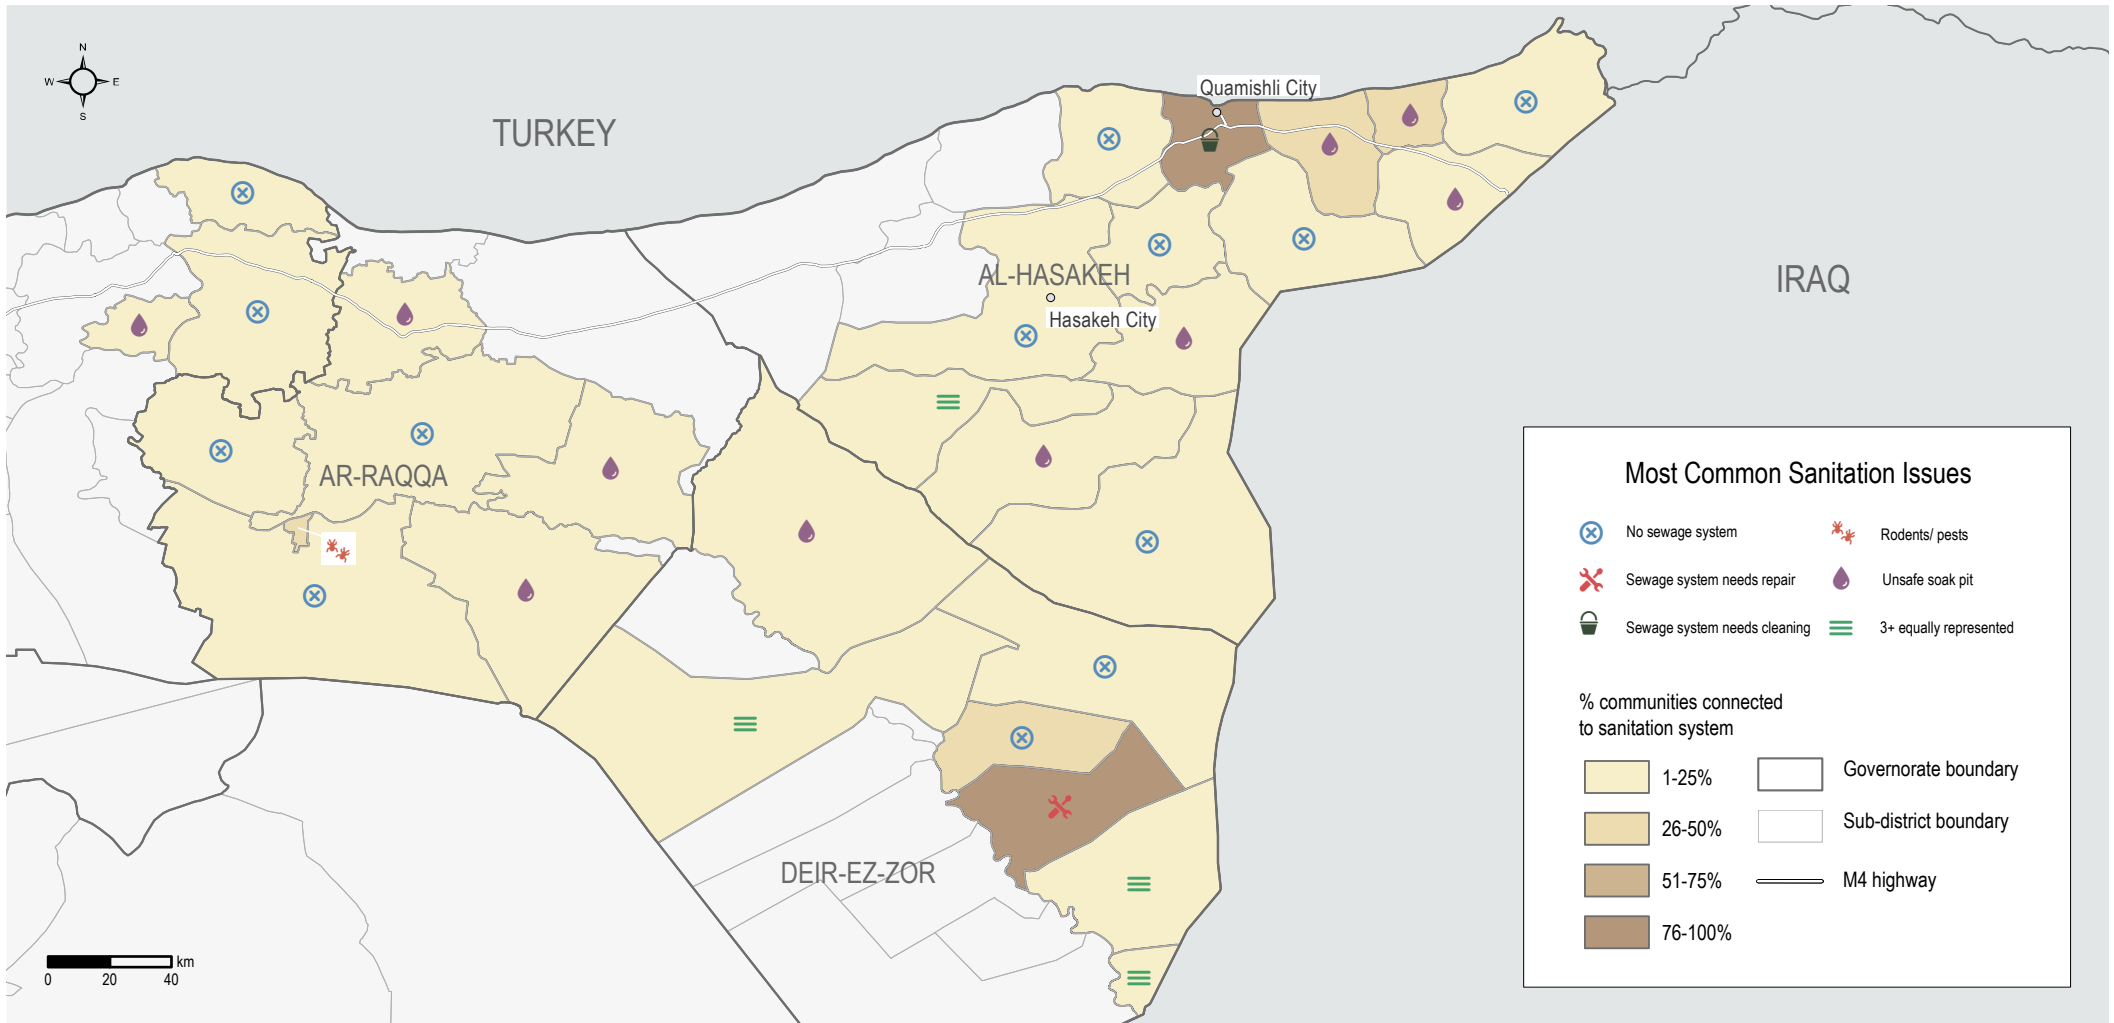 N
W E
S
TURKEY
Quamishli City
IRAQ
AL-HASAKEH
Hasakeh City
AR-RAQQA
DEIR-EZ-ZOR
km
0 20 40
Most Common Sanitation Issues
No sewage system
Rodents/ pests
Sewage system needs repair
Unsafe soak pit
Sewage system needs cleaning
3+ equally represented
% communities connected
to sanitation system
1-25%
Governorate boundary
26-50%
Sub-district boundary
51-75%
M4 highway
76-100%